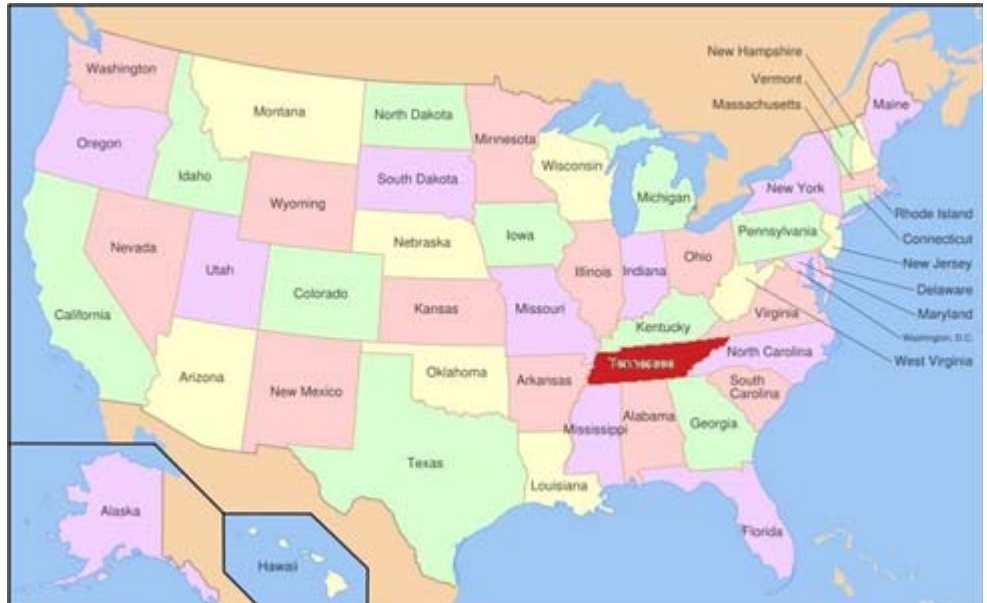 New Hampshire
Washington
Vermont
Montana
North Dakota
Massachusetts
Maine
Minnesota
Oregon
Wisconsin
Idaho
South Dakota
Michigan
New York
Wyoming
Rhode Island
Pennsylvania
Iowa
Connecticut
Nebraska
Nevada
Ohio
New Jersey
Utah
Illinois
Indiana
Colorado
Delaware
Kansas
Missouri
Maryland
California
Virginia
Kentucky
Washington, D.C.
North Carolina
West Virginia
Tennessee
Oklahoma
Arizona
Arkansas
South
Carolina
New Mexico
Alabama
Georgia
Mississippi
Texas
Louisiana
Alaska
Florida
Hawaii